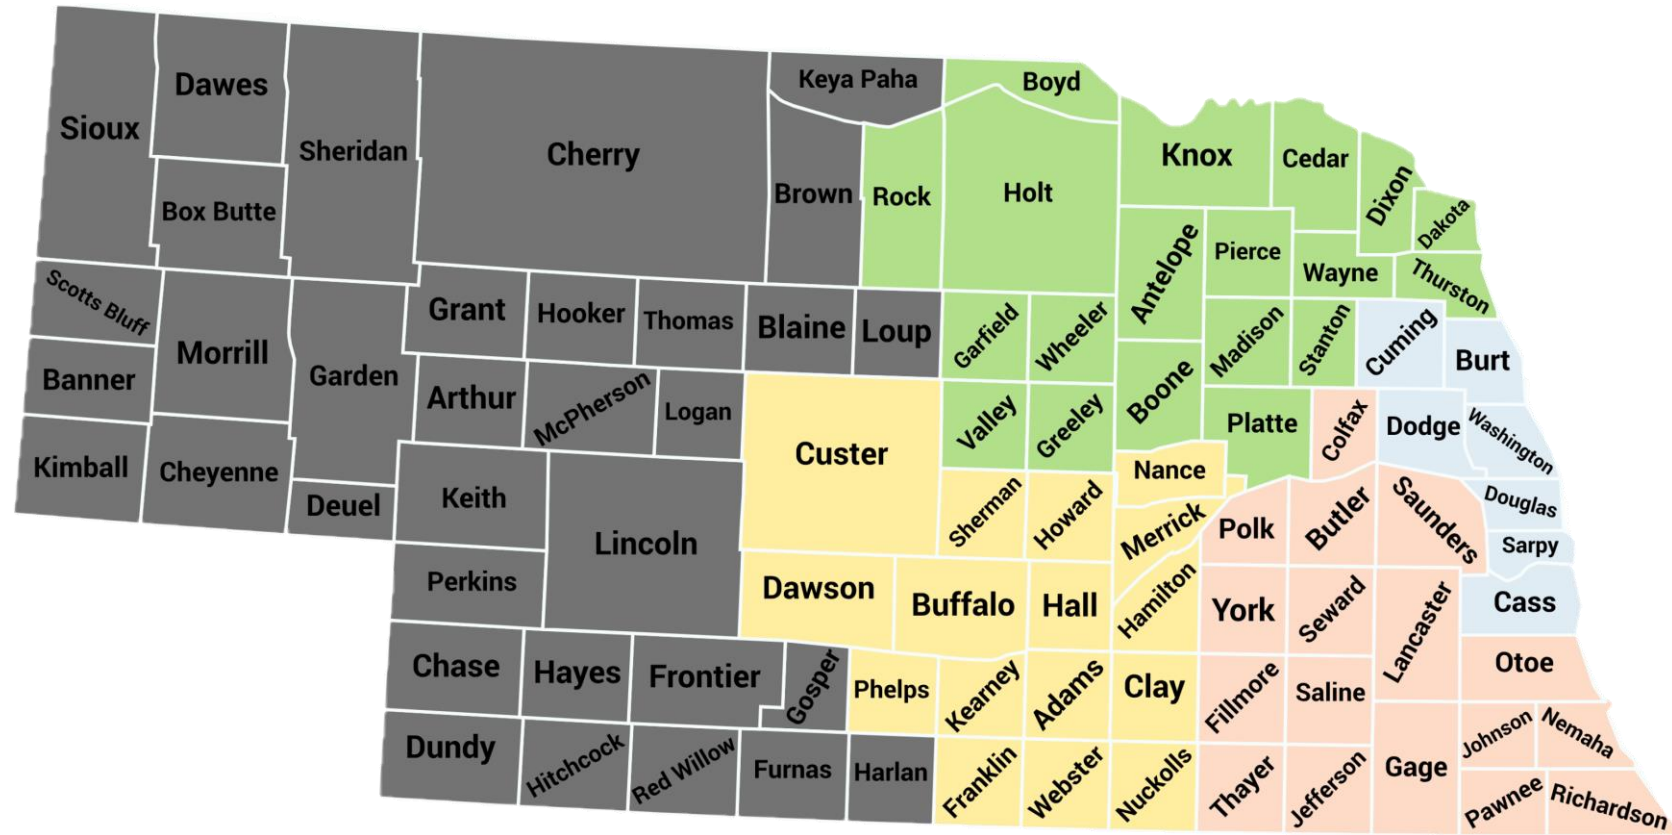 Sioux
Dawes
Sheridan
Cherry
Keya Paha
Boyd
Box Butte
Brown
Rock
Holt
Knox
Cedar
Dixon
Dakota
Scotts Bluff
Morrill
Garden
Grant
Hooker
Thomas
Blaine
Loup
Garfield
Wheeler
Antelope
Pierce
Wayne
Thurston
Banner
Arthur
McPherson
Logan
Custer
Valley
Greeley
Boone
Madison
Stanton
Cuming
Burt
Kimball
Cheyenne
Deuel
Keith
Lincoln
Sherman
Howard
Nance
Merrick
Platte
Colfax
Dodge
Washington
Perkins
Dawson
Buffalo
Hall
Hamilton
Polk
Butler
Saunders
Douglas
Sarpy
York
Seward
Lancaster
Cass
Chase
Hayes
Frontier
Gosper
Phelps
Kearney
Adams
Clay
Fillmore
Saline
Otoe
Dundy
Hitchcock
Red Willow
Furnas
Harlan
Franklin
Webster
Nuckolls
Thayer
Jefferson
Gage
Johnson
Nemaha
Pawnee
Richardson